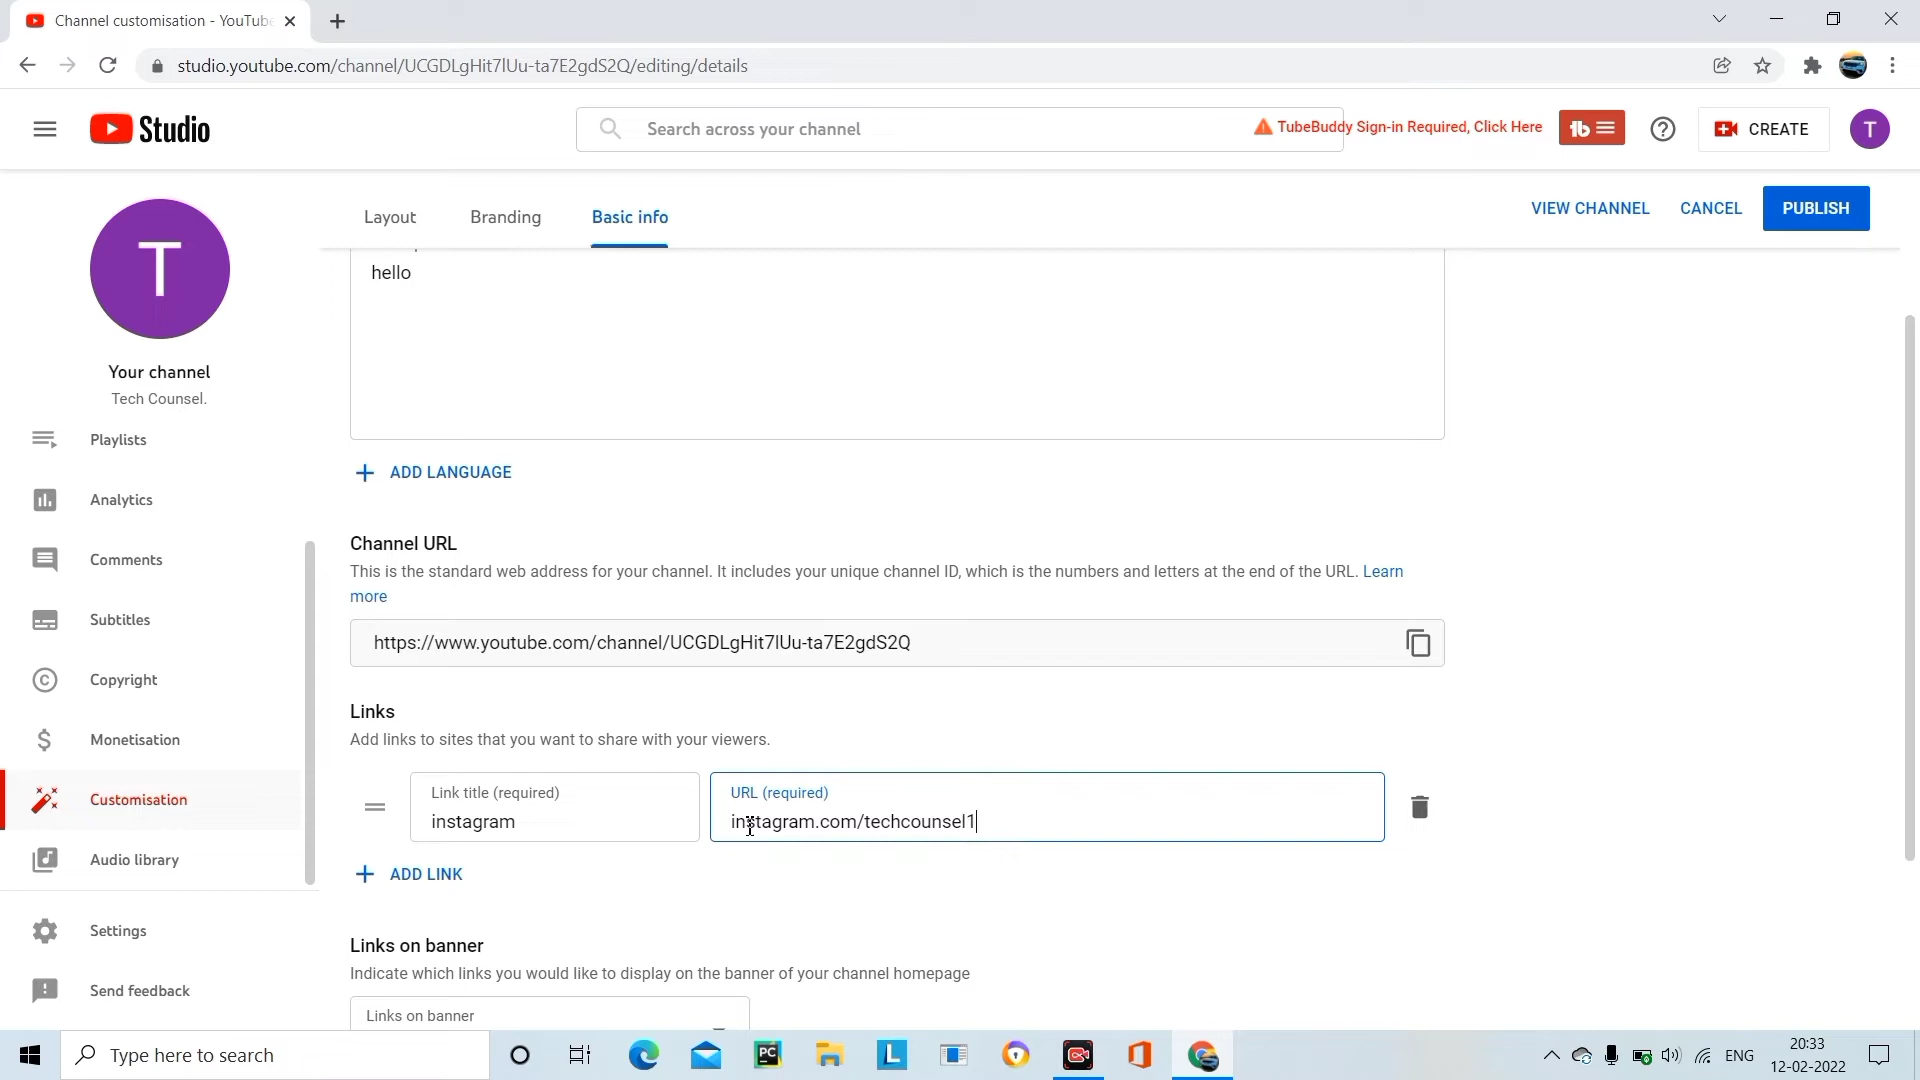 Channel customisation - YouTube
studio.youtube.com/channel/UCGDLgHit7lUu-ta7E2gdS2Q/editing/details
Studio
Search across your channel
TubeBuddy Sign-in Required, Click Here
tb
CREATE
T
T
Your channel
Tech Counsel.
Playlists
Analytics
Comments
Subtitles
Copyright
Monetisation
Customisation
Audio library
Settings
Send feedback
Layout
Branding
Basic info
VIEW CHANNEL
CANCEL
PUBLISH
hello
ADD LANGUAGE
Channel URL
This is the standard web address for your channel. It includes your unique channel ID, which is the numbers and letters at the end of the URL. Learn
more
https://www.youtube.com/channel/UCGDLgHit7lUu-ta7E2gdS2Q
Links
Add links to sites that you want to share with your viewers.
Link title (required)
instagram
URL (required)
instagram.com/techcounsel1
ADD LINK
Links on banner
Indicate which links you would like to display on the banner of your channel homepage
Links on banner
Type here to search
PC
L
ENG
20:33
12-02-2022